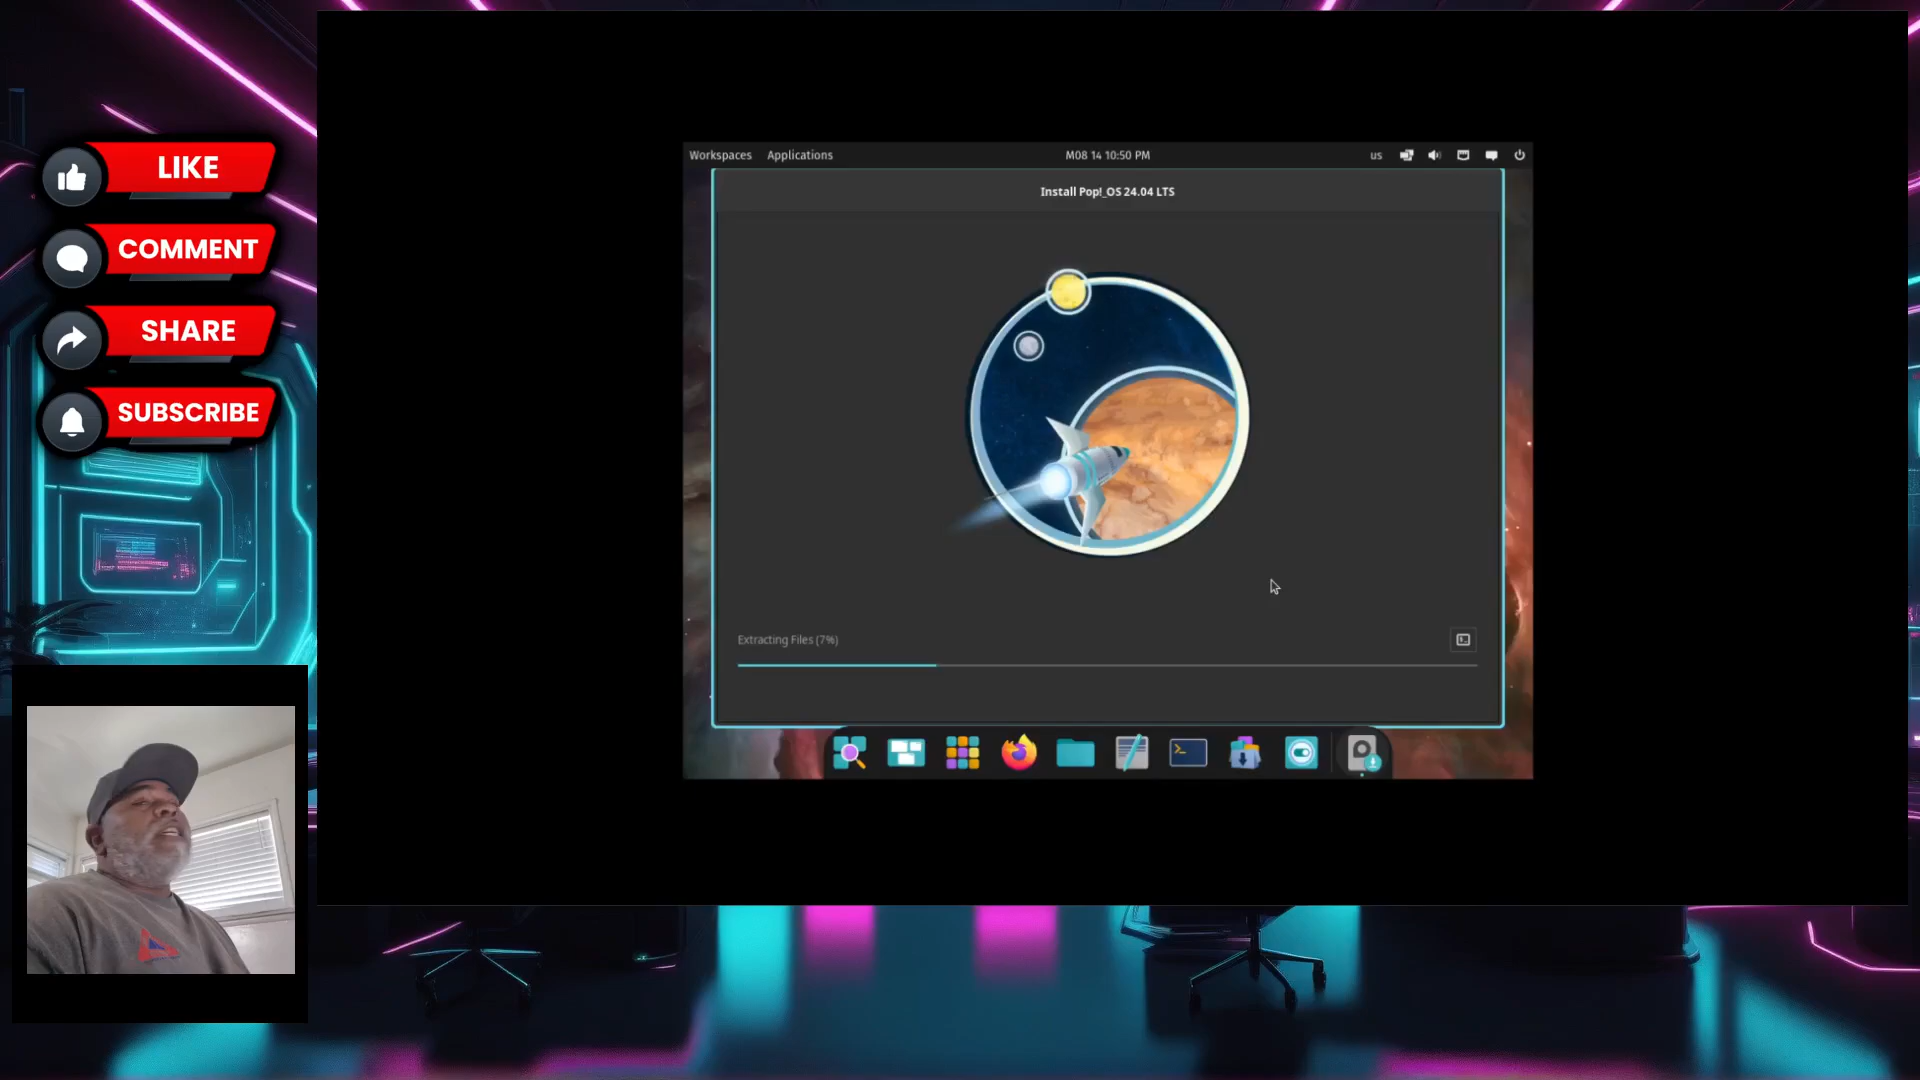 LIKE
COMMENT
SHARE
SUBSCRIBE
Workspaces Applications M08 14 10:50 PM us
Install Pop!_OS 24.04 LTS
Extracting Files (7%)